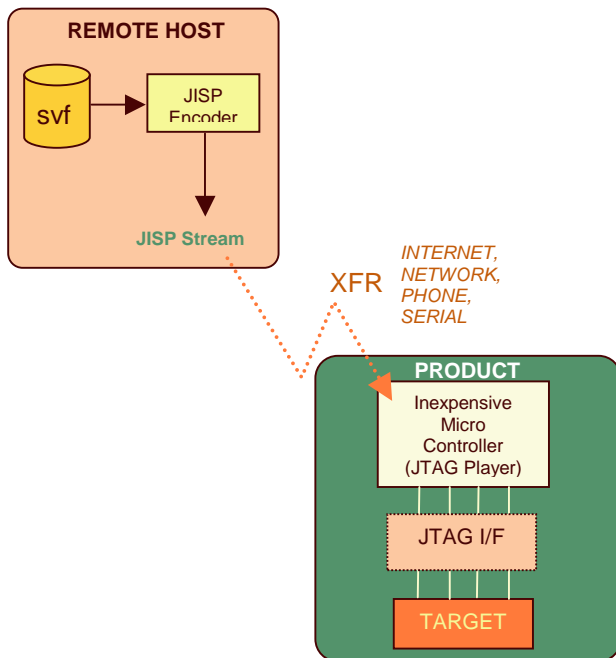 REMOTE HOST
svf
JISP
Encoder
JISP Stream
XFR
INTERNET,
NETWORK,
PHONE,
SERIAL
PRODUCT
Inexpensive
Micro
Controller
(JTAG Player)
JTAG I/F
TARGET